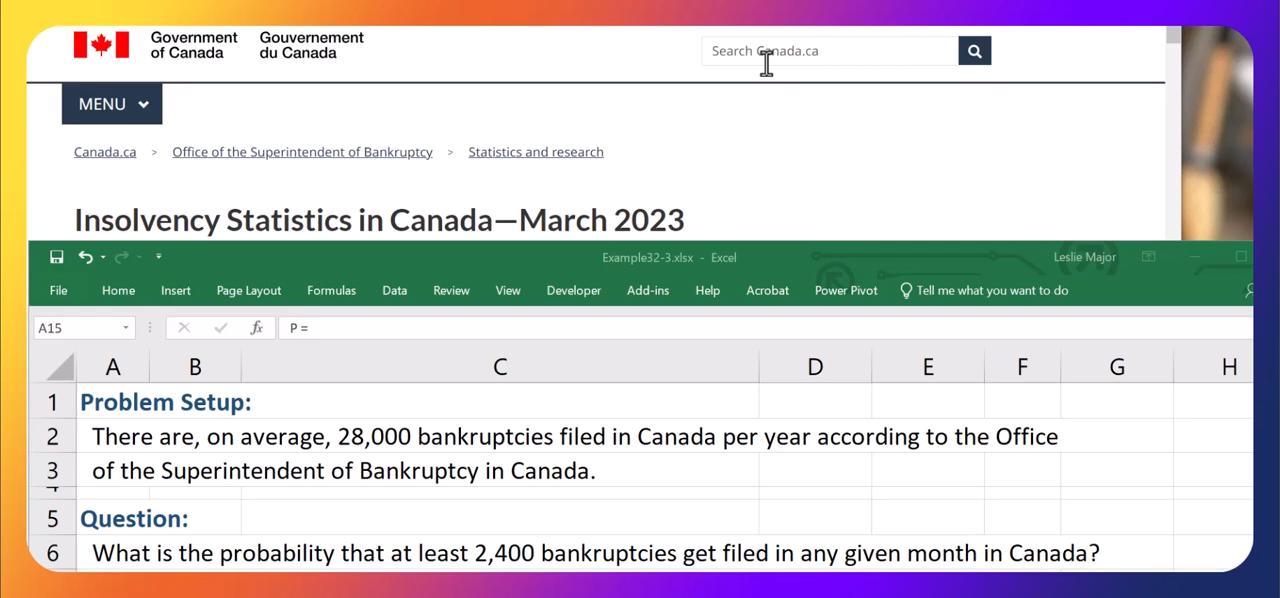 Government of Canada
Gouvernement du Canada
Search Canada.ca
MENU
Canada.ca > Office of the Superintendent of Bankruptcy > Statistics and research
Insolvency Statistics in Canada—March 2023
Example32-3.xlsx - Excel
Leslie Major
File Home Insert Page Layout Formulas Data Review View Developer Add-ins Help Acrobat Power Pivot Tell me what you want to do
A15 fx P =
A B C D E F G H
1 Problem Setup:
2 There are, on average, 28,000 bankruptcies filed in Canada per year according to the Office
3 of the Superintendent of Bankruptcy in Canada.
4
5 Question:
6 What is the probability that at least 2,400 bankruptcies get filed in any given month in Canada?